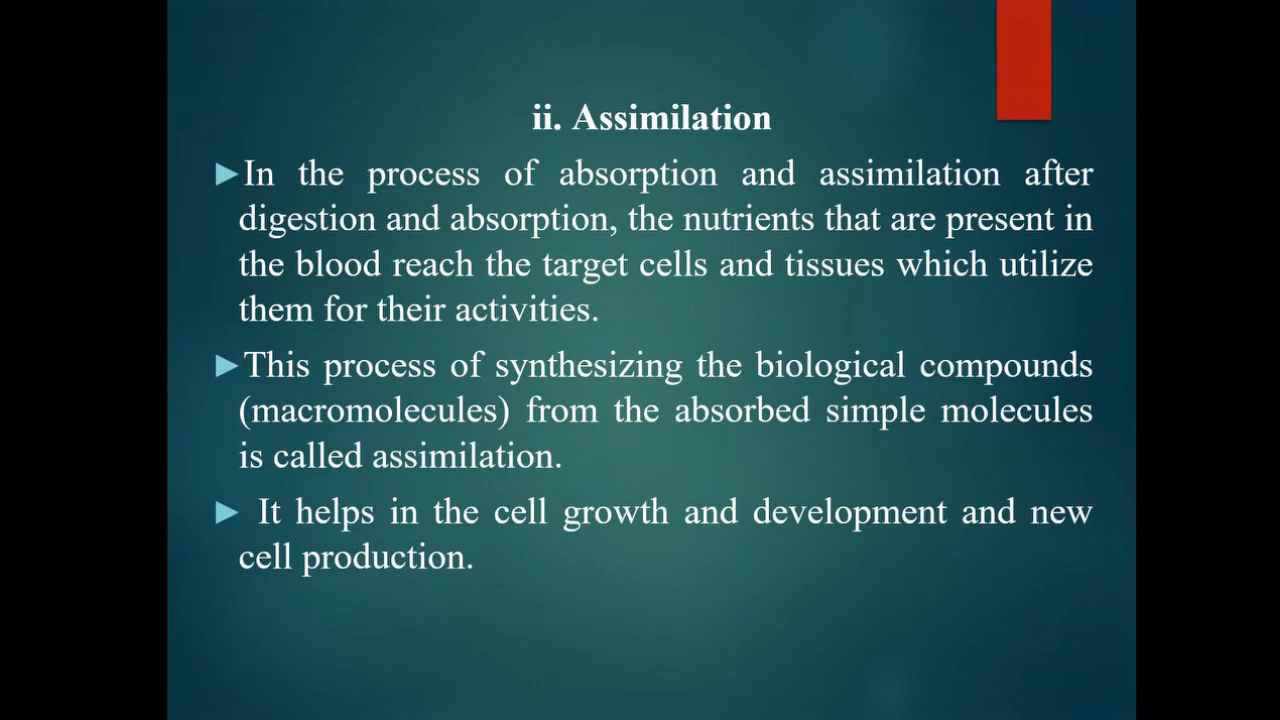 ii. Assimilation
►In the process of absorption and assimilation after
digestion and absorption, the nutrients that are present in
the blood reach the target cells and tissues which utilize
them for their activities.
►This process of synthesizing the biological compounds
(macromolecules) from the absorbed simple molecules
is called assimilation.
► It helps in the cell growth and development and new
cell production.